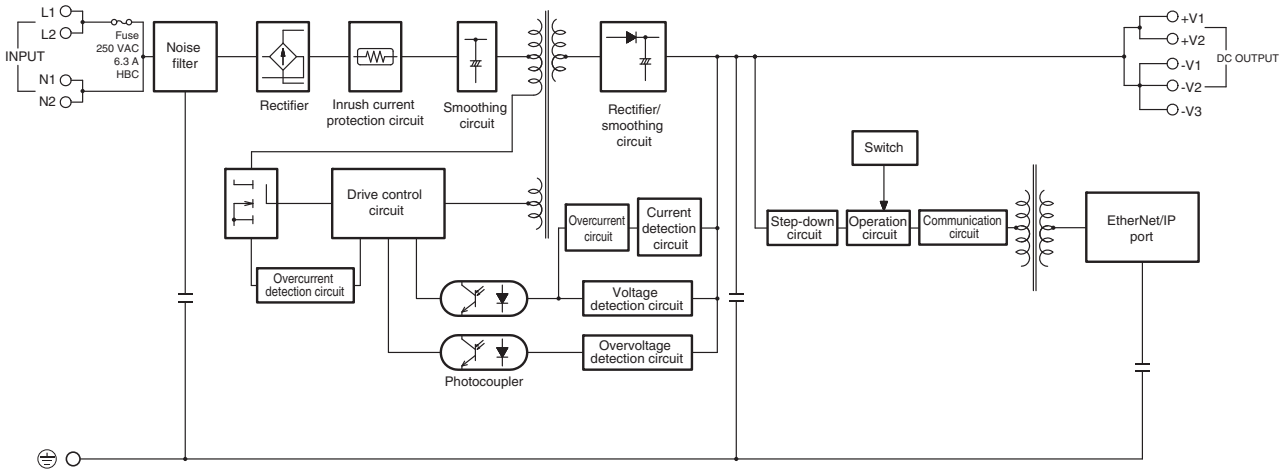 L1
L2
INPUT
N1
N2
Fuse
250 VAC
6.3 A
HBC
Noise
filter
Rectifier
Inrush current
protection circuit
Smoothing
circuit
Rectifier/
smoothing
circuit
+V1
+V2
-V1
-V2
-V3
DC OUTPUT
Switch
Drive control
circuit
Overcurrent
circuit
Current
detection
circuit
Step-down
circuit
Operation
circuit
Communication
circuit
EtherNet/IP
port
Overcurrent
detection circuit
Voltage
detection circuit
Overvoltage
detection circuit
Photocoupler